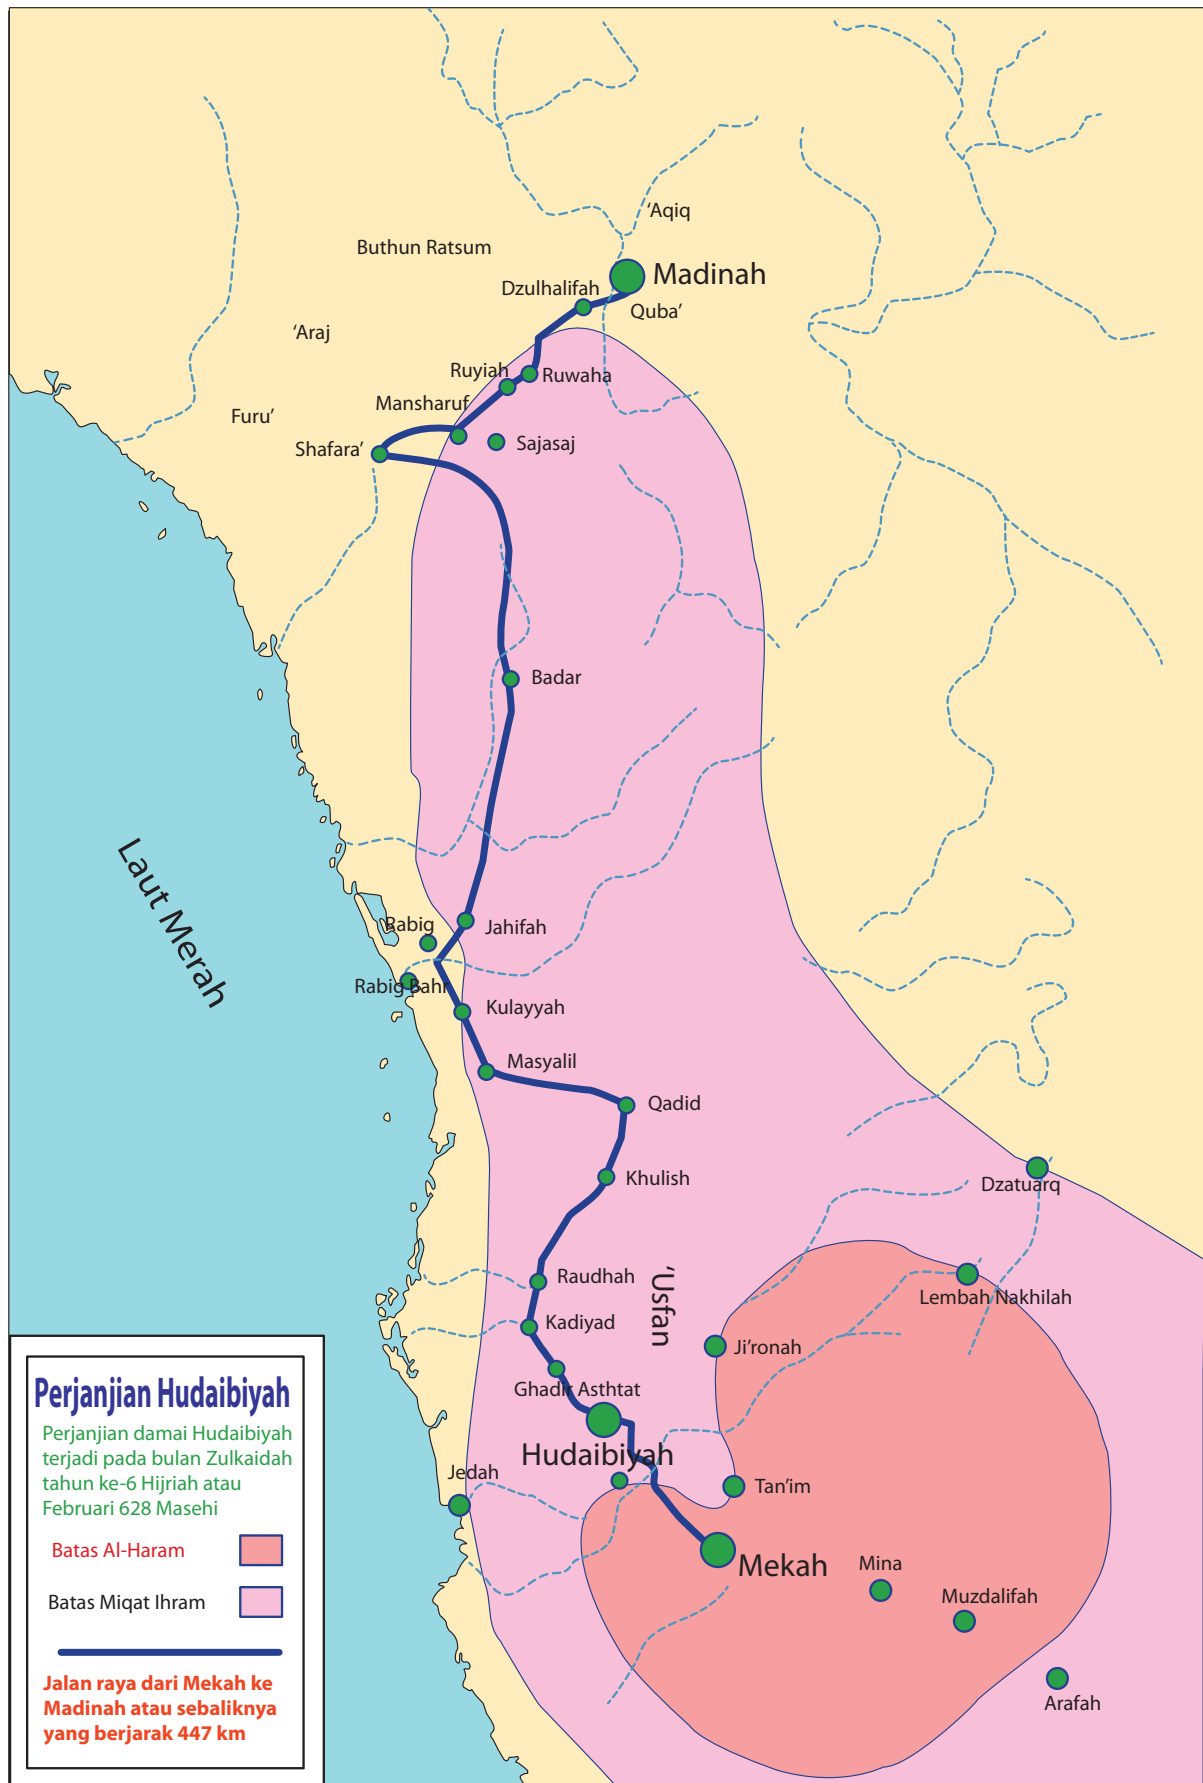 'Aqiq
Buthun Ratsum
Madinah
Dzulhalifah
Quba'
'Araj
Ruyiah
Ruwaha
Mansharuf
Furu'
Sajasaj
Shafara'
Badar
Laut Merah
Rabig
Jahifah
Rabig Bahr
Kulayyah
Masyalil
Qadid
Khulish
Dzatuarq
Raudhah
'Usfan
Lembah Nakhilah
Kadiyad
Ji'ronah
Ghadir Asthtat
Hudaibiyah
Jedah
Tan'im
Mekah
Mina
Muzdalifah
Arafah
Perjanjian Hudaibiyah
Perjanjian damai Hudaibiyah
terjadi pada bulan Zulkaidah
tahun ke-6 Hijriah atau
Februari 628 Masehi
Batas Al-Haram
Batas Miqat Ihram
Jalan raya dari Mekah ke
Madinah atau sebaliknya
yang berjarak 447 km